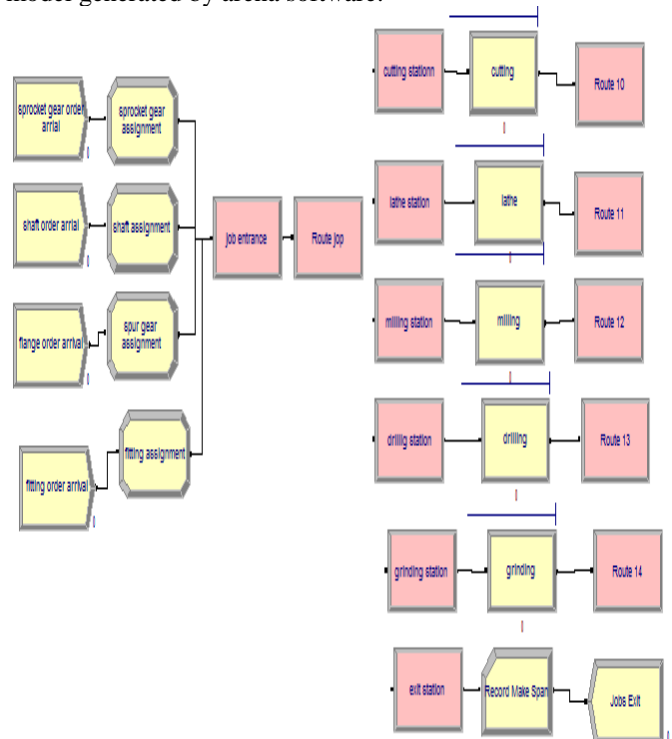 model generated by arena software.
sprocket gear order
arrial
sprocket gear
assignment
shaft order arrival
shaft assignment
flange order arrival
spur gear
assignment
fitting order arrival
fitting assignment
job entrance
Route jop
cutting stationn
cutting
Route 10
lathe station
lathe
Route 11
milling station
milling
Route 12
drillig station
drilling
Route 13
grinding station
grinding
Route 14
exit station
Record Make Span
Jobs Exit